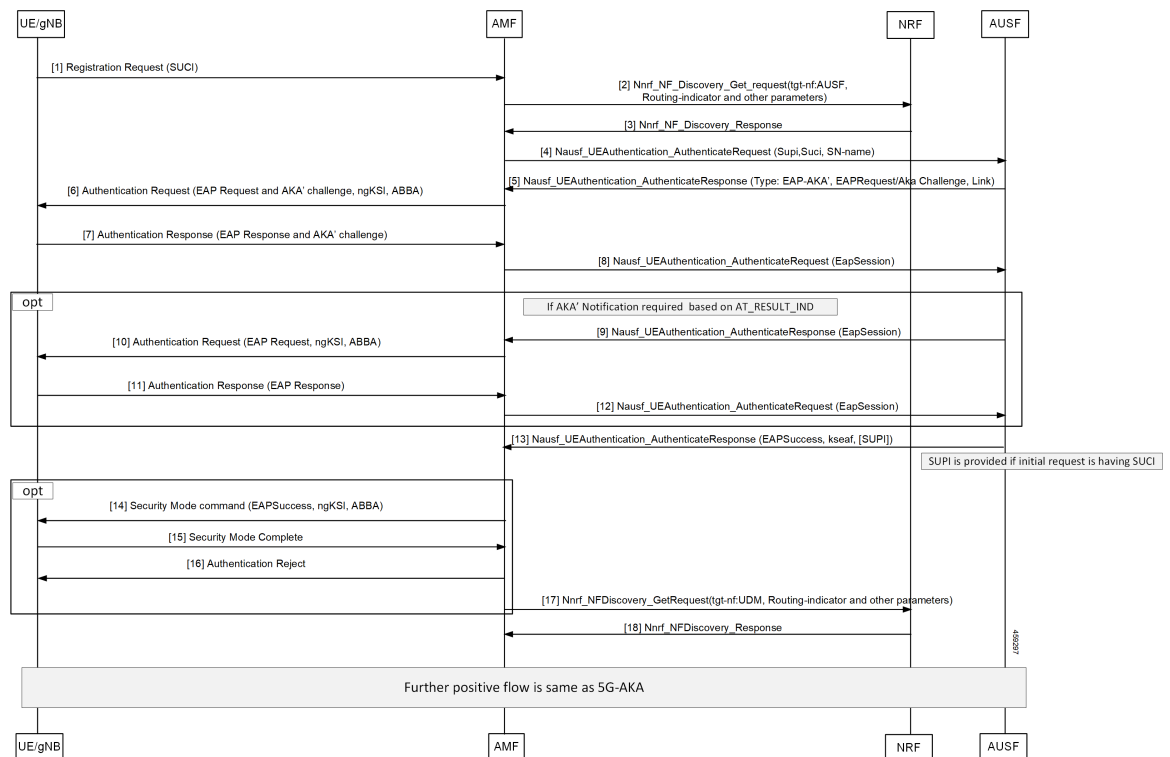 UE/gNB
AMF
NRF
AUSF
[1] Registration Request (SUCI)
[2] Nnrf_NF_Discovery_Get_request(tgt-nf:AUSF,
Routing-indicator and other parameters)
[3] Nnrf_NF_Discovery_Response
[4] Nausf_UEAuthentication_AuthenticateRequest (Supi,Suci, SN-name)
[5] Nausf_UEAuthentication_AuthenticateResponse (Type: EAP-AKA’, EAPRequest/Aka Challenge, Link)
[6] Authentication Request (EAP Request and AKA’ challenge, ngKSI, ABBA)
[7] Authentication Response (EAP Response and AKA’ challenge)
[8] Nausf_UEAuthentication_AuthenticateRequest (EapSession)
opt
If AKA’ Notification required  based on AT_RESULT_IND
[9] Nausf_UEAuthentication_AuthenticateResponse (EapSession)
[10] Authentication Request (EAP Request, ngKSI, ABBA)
[11] Authentication Response (EAP Response)
[12] Nausf_UEAuthentication_AuthenticateRequest (EapSession)
[13] Nausf_UEAuthentication_AuthenticateResponse (EAPSuccess, kseaf, [SUPI])
SUPI is provided if initial request is having SUCI
opt
[14] Security Mode command (EAPSuccess, ngKSI, ABBA)
[15] Security Mode Complete
[16] Authentication Reject
[17] Nnrf_NFDiscovery_GetRequest(tgt-nf:UDM, Routing-indicator and other parameters)
[18] Nnrf_NFDiscovery_Response
459297
Further positive flow is same as 5G-AKA
UE/gNB
AMF
NRF
AUSF